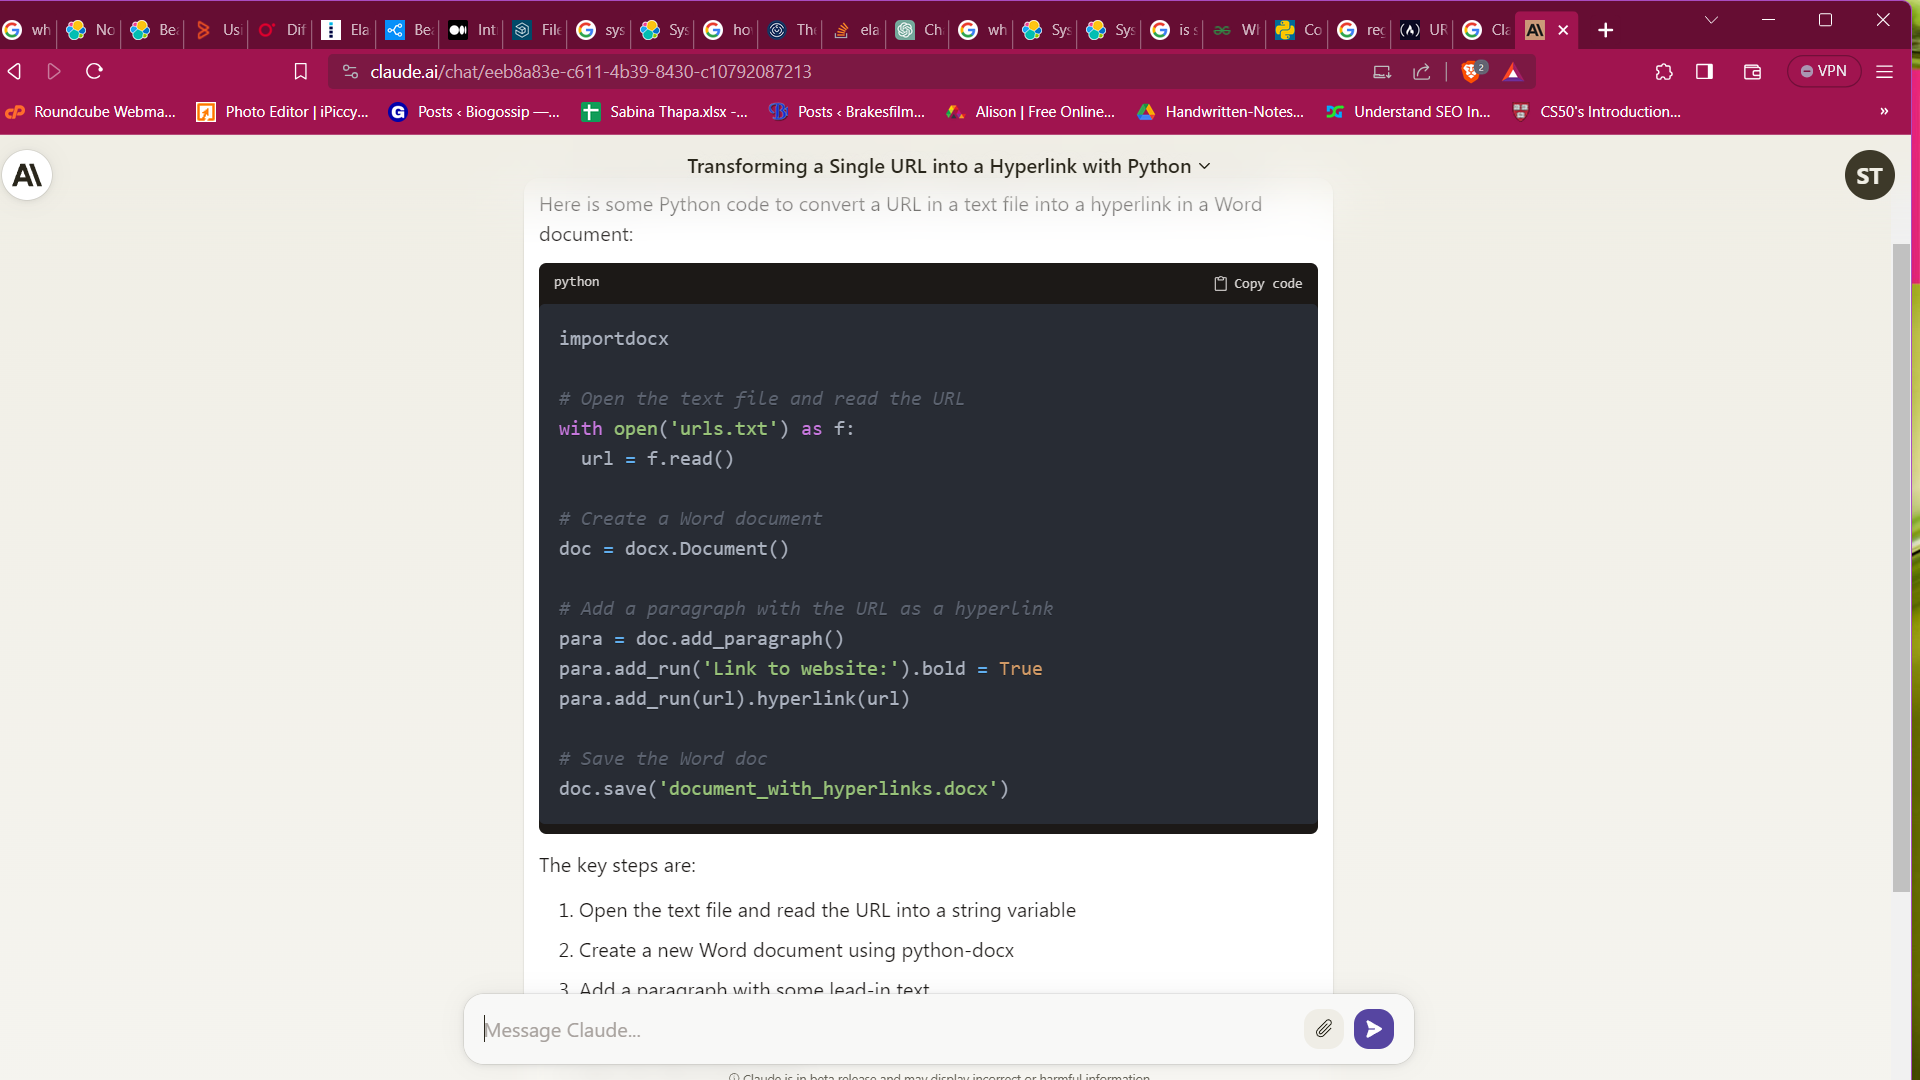 wh
No
Be
Usi
Dif
Ela
Be
Int
File
sys
Sys
ho
The
ela
Ch
wh
Sys
Sys
is s
Wl
Co
reg
UR
Cla
claude.ai/chat/eeb8a83e-c611-4b39-8430-c10792087213
2
VPN
Roundcube Webma...
Photo Editor | iPiccy...
Posts ‹ Biogossip —...
Sabina Thapa.xlsx -...
Posts ‹ Brakesfilm...
Alison | Free Online...
Handwritten-Notes...
Understand SEO In...
CS50's Introduction...
»
Transforming a Single URL into a Hyperlink with Python
ST
Here is some Python code to convert a URL in a text file into a hyperlink in a Word
document:
python
Copy code
importdocx
# Open the text file and read the URL
with open('urls.txt') as f:
url = f.read()
# Create a Word document
doc = docx.Document()
# Add a paragraph with the URL as a hyperlink
para = doc.add_paragraph()
para.add_run('Link to website:').bold = True
para.add_run(url).hyperlink(url)
# Save the Word doc
doc.save('document_with_hyperlinks.docx')
The key steps are:
1. Open the text file and read the URL into a string variable
2. Create a new Word document using python-docx
3. Add a paragraph with some lead-in text
Message Claude...
Claude is in beta release and may display incorrect or harmful information